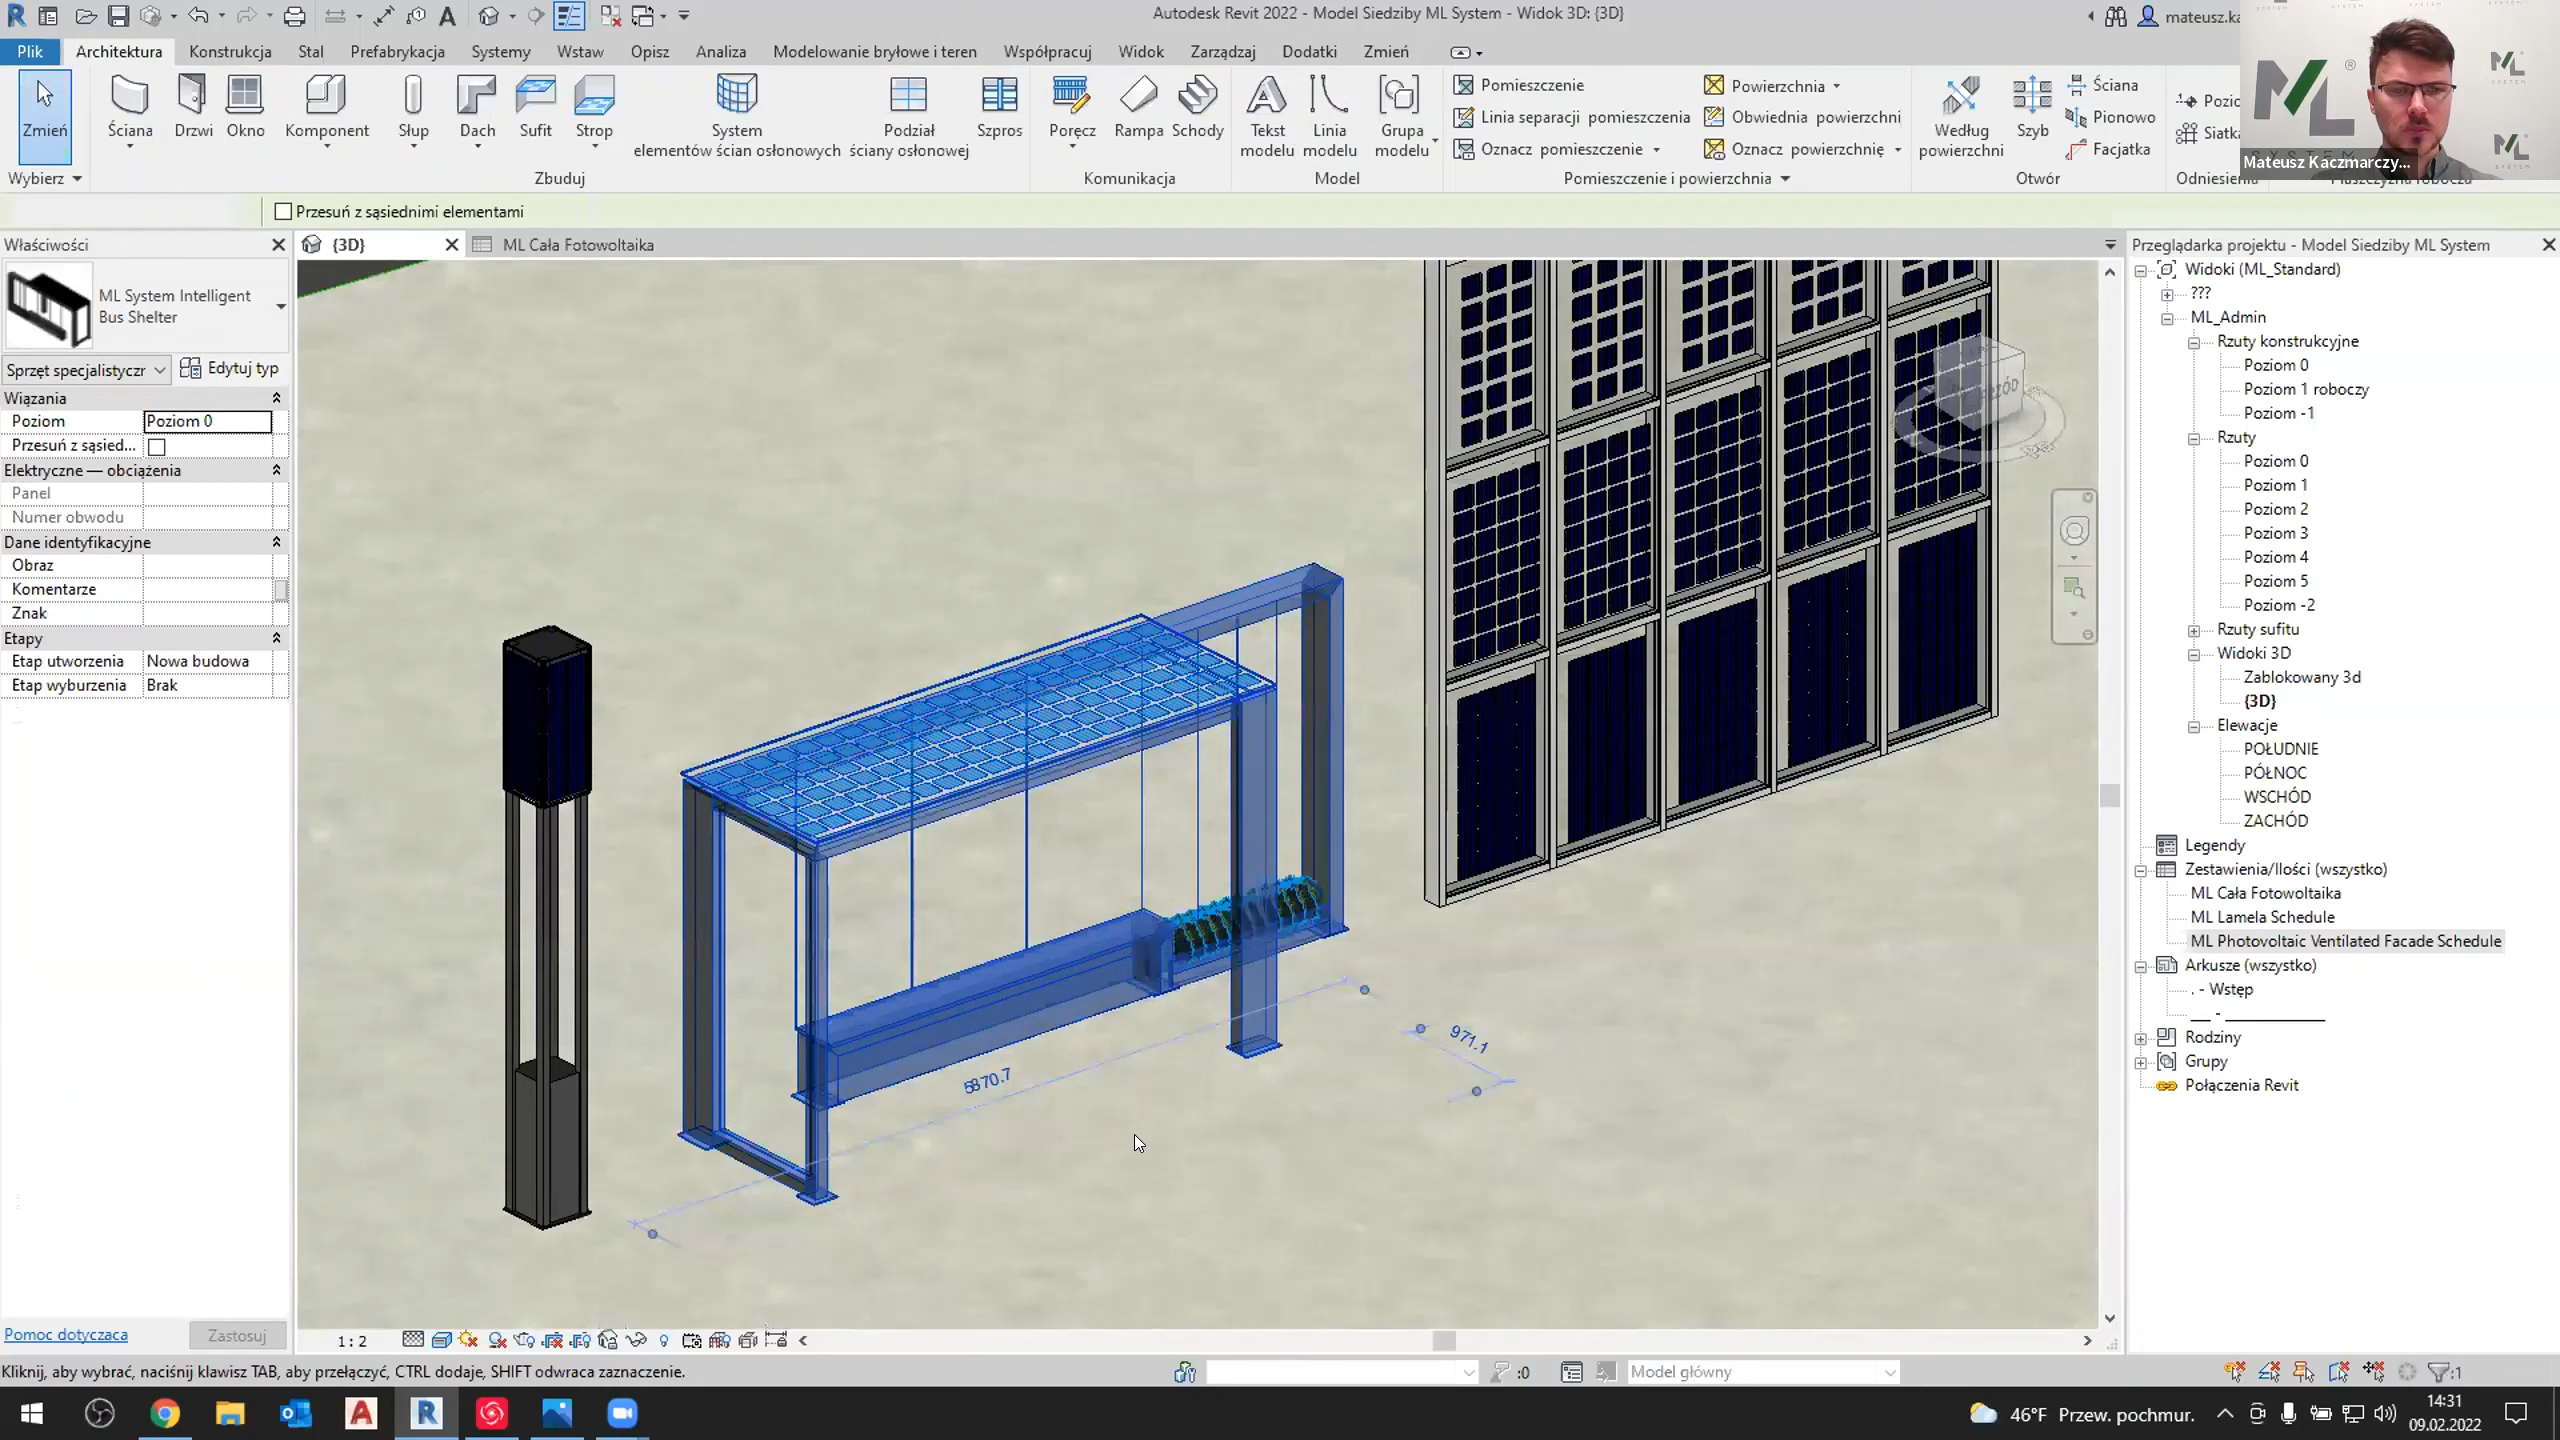 Autodesk Revit 2022 - Model Siedziby ML System - Widok 3D: {3D}
mateusz.ka
Plik Architektura Konstrukcja Stal Prefabrykacja Systemy Wstaw Opisz Analiza Modelowanie bryłowe i teren Współpracuj Widok Zarządzaj Dodatki Zmień
Zmień
Ściana
Drzwi
Okno
Komponent
Słup
Dach
Sufit
Strop
System
elementów ścian osłonowych
Podział
ściany osłonowej
Szpros
Poręcz
Rampa
Schody
Tekst
modelu
Linia
modelu
Grupa
modelu
Pomieszczenie
Linia separacji pomieszczenia
Oznacz pomieszczenie
Powierzchnia
Obwiednia powierzchni
Oznacz powierzchnię
Według
powierzchni
Szyb
Ściana
Pionowo
Facjatka
Pozio
Siatk
Wybierz
Zbuduj
Komunikacja
Model
Pomieszczenie i powierzchnia
Otwór
Odniesienia
ML
SYSTEM
Mateusz Kaczmarczy...
Przesuń z sąsiednimi elementami
Właściwości
ML System Intelligent
Bus Shelter
Sprzęt specjalistyczr
Edytuj typ
Wiązania
Poziom Poziom 0
Przesuń z sąsied...
Elektryczne — obciążenia
Panel
Numer obwodu
Dane identyfikacyjne
Obraz
Komentarze
Znak
Etapy
Etap utworzenia Nowa budowa
Etap wyburzenia Brak
Pomoc dotycząca
Zastosuj
{3D}
ML Cała Fotowoltaika
5870.7
971.1
1 : 2
Przeglądarka projektu - Model Siedziby ML System
Widoki (ML_Standard)
???
ML_Admin
Rzuty konstrukcyjne
Poziom 0
Poziom 1 roboczy
Poziom -1
Rzuty
Poziom 0
Poziom 1
Poziom 2
Poziom 3
Poziom 4
Poziom 5
Poziom -2
Rzuty sufitu
Widoki 3D
Zablokowany 3d
{3D}
Elewacje
POŁUDNIE
PÓŁNOC
WSCHÓD
ZACHÓD
Legendy
Zestawienia/Ilości (wszystko)
ML Cała Fotowoltaika
ML Lamela Schedule
ML Photovoltaic Ventilated Facade Schedule
Arkusze (wszystko)
. - Wstęp
__ - ____________
Rodziny
Grupy
Połączenia Revit
Kliknij, aby wybrać, naciśnij klawisz TAB, aby przełączyć, CTRL dodaje, SHIFT odwraca zaznaczenie.
:0
Model główny
:1
46°F Przew. pochmur.
14:31
09.02.2022